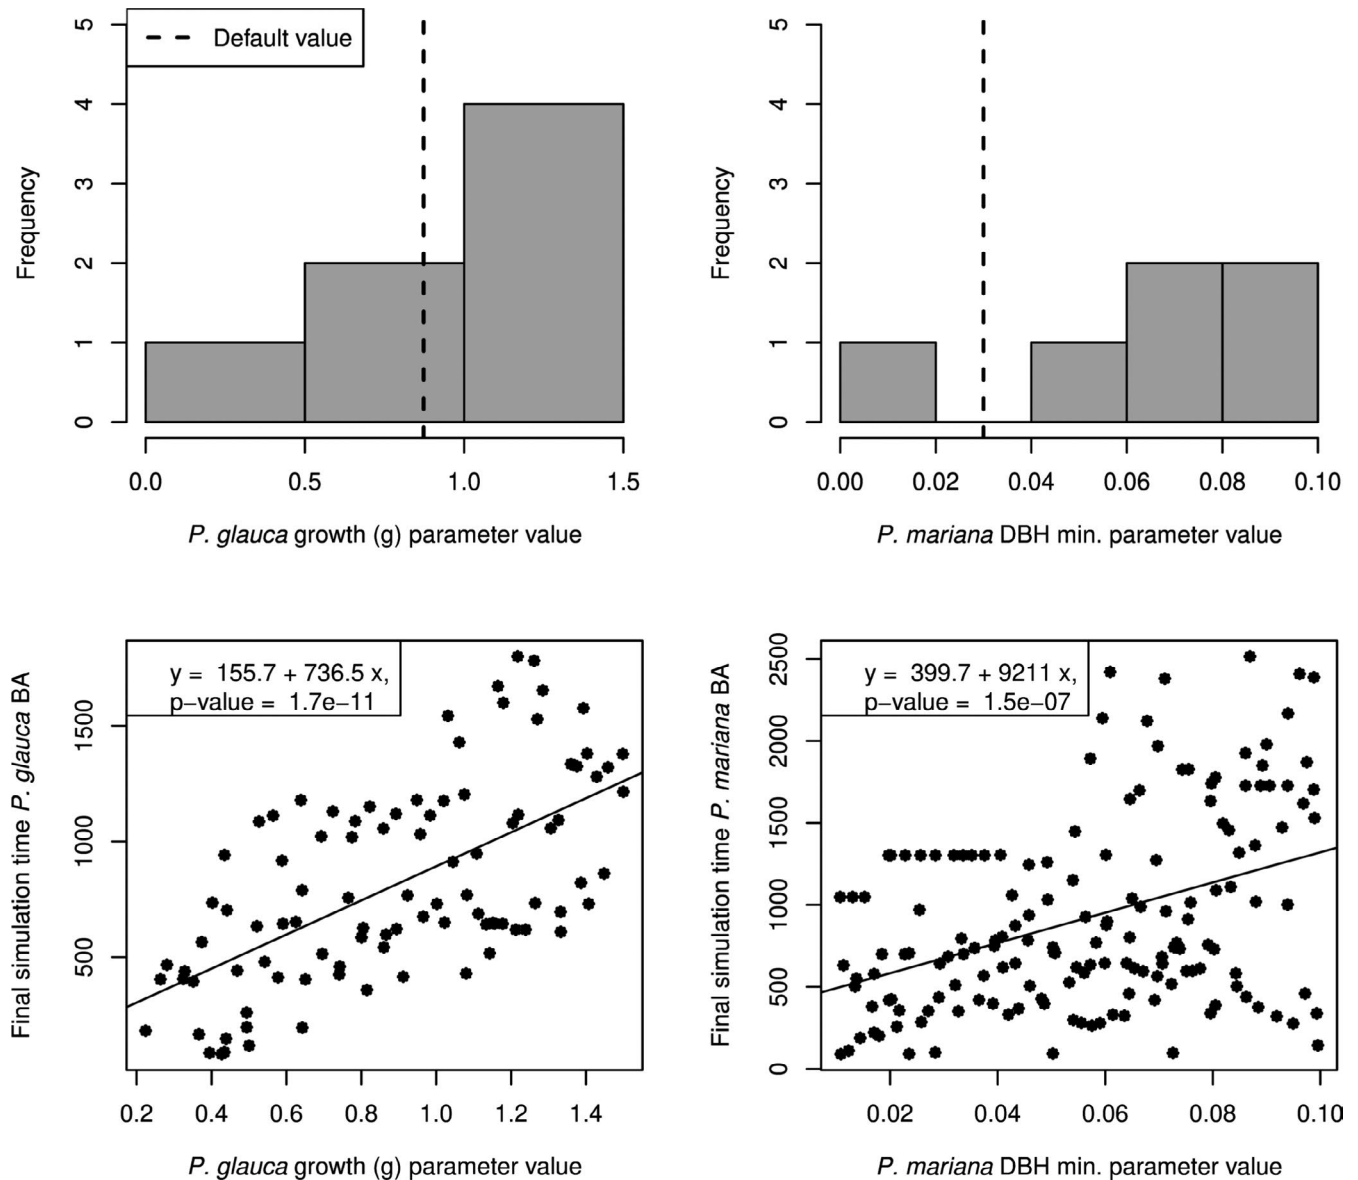 Default value
Frequency
5
4
3
2
1
0
0.0 0.5 1.0 1.5
P. glauca growth (g) parameter value
Frequency
5
4
3
2
1
0
0.00 0.02 0.04 0.06 0.08 0.10
P. mariana DBH min. parameter value
Final simulation time P. glauca BA
y = 155.7 + 736.5 x,
p−value = 1.7e−11
1500
1000
500
0.2 0.4 0.6 0.8 1.0 1.2 1.4
P. glauca growth (g) parameter value
Final simulation time P. mariana BA
y = 399.7 + 9211 x,
p−value = 1.5e−07
2500
2000
1500
1000
500
0
0.02 0.04 0.06 0.08 0.10
P. mariana DBH min. parameter value